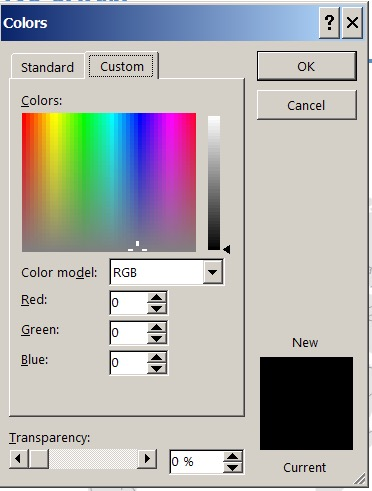 Colors
Standard
Custom
OK
Cancel
Colors:
Color model:
RGB
Red:
0
Green:
0
Blue:
0
New
Current
Transparency:
0 %